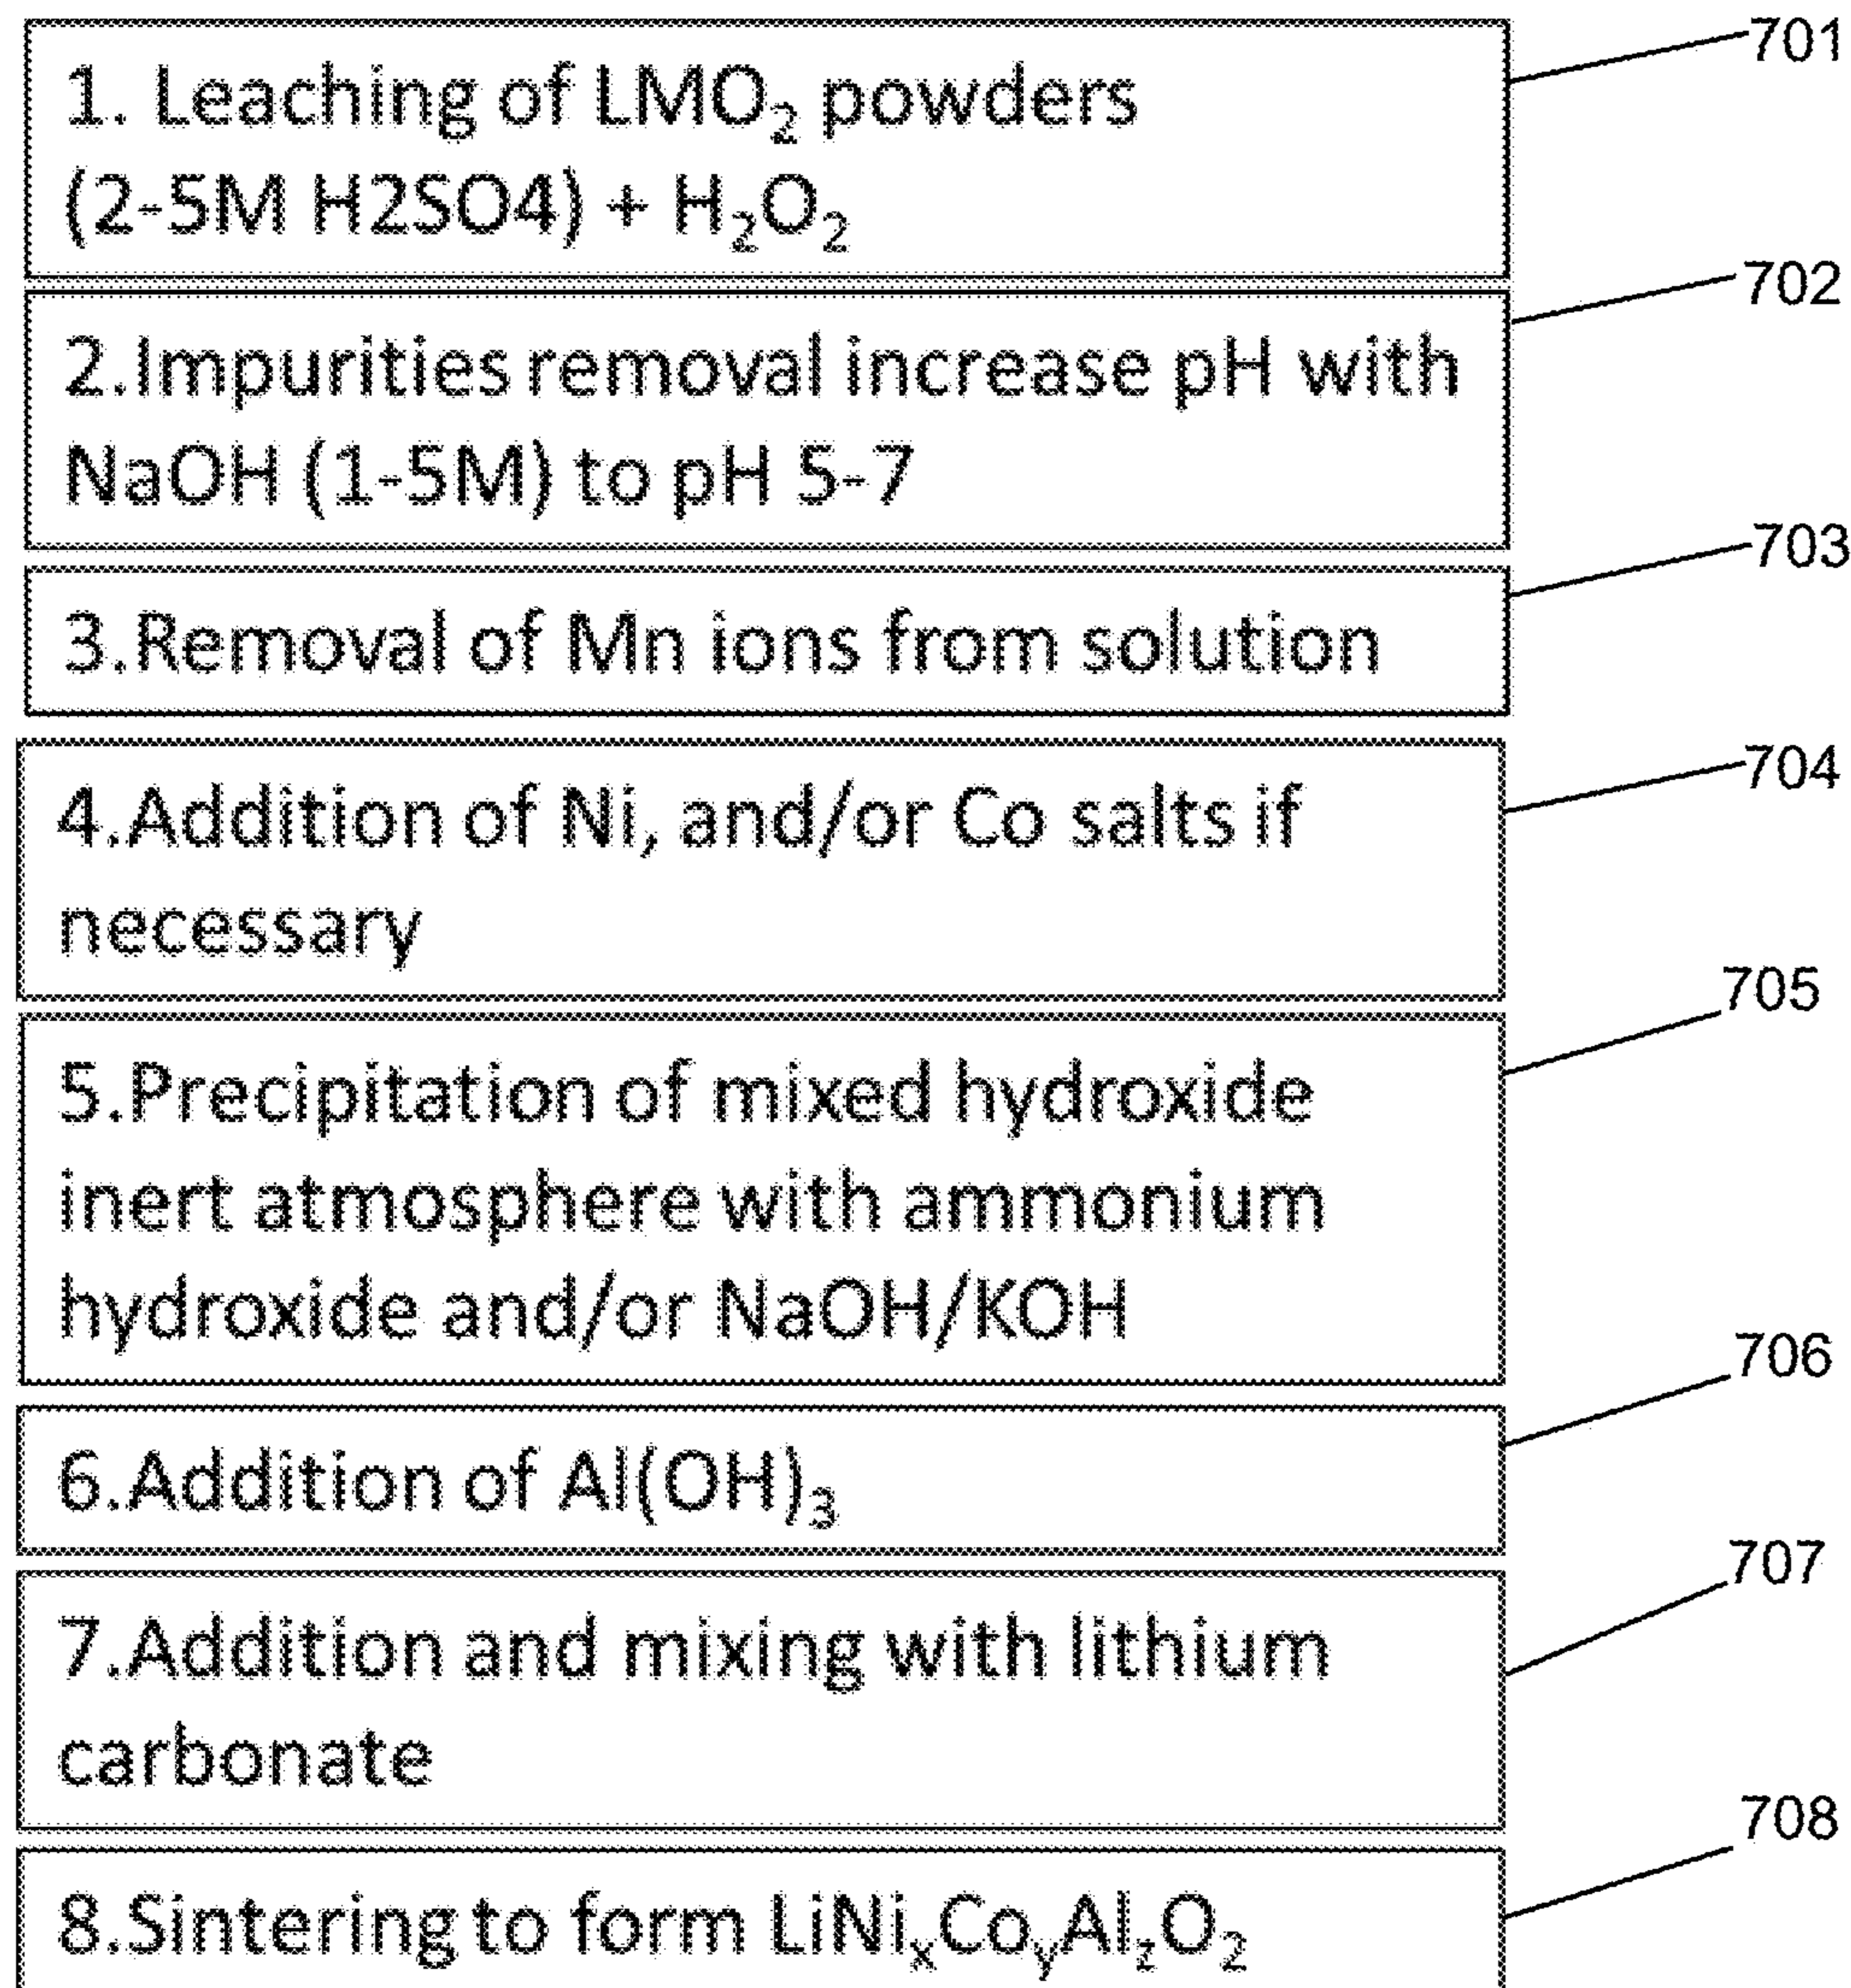 701
1. Leaching of LMO₂ powders
(2-5M H2SO4) + H₂O₂
702
2.Impurities removal increase pH with
NaOH (1-5M) to pH 5-7
703
3.Removal of Mn ions from solution
704
4.Addition of Ni, and/or Co salts if
necessary
705
5.Precipitation of mixed hydroxide
inert atmosphere with ammonium
hydroxide and/or NaOH/KOH
706
6.Addition of Al(OH)₃
707
7.Addition and mixing with lithium
carbonate
708
8.Sintering to form LiNiₓCoᵧAl_zO₂